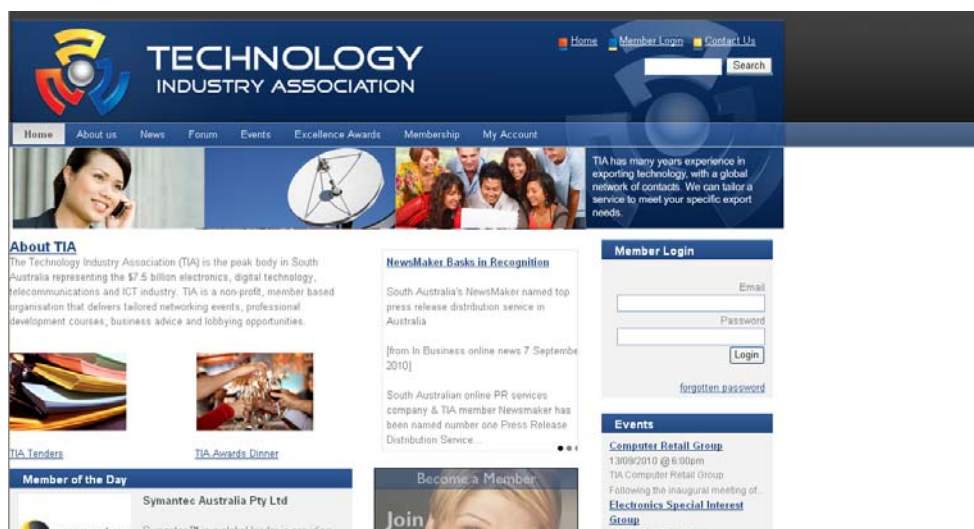 TECHNOLOGY
INDUSTRY ASSOCIATION
Home Member Login Contact Us
Search
Home About us News Forum Events Excellence Awards Membership My Account
TIA has many years experience in
exporting technology, with a global
network of contacts. We can tailor a
service to meet your specific export
needs.
About TIA
The Technology Industry Association (TIA) is the peak body in South
Australia representing the $7.5 billion electronics, digital technology,
telecommunications and ICT industry. TIA is a non-profit, member based
organisation that delivers tailored networking events, professional
development courses, business advice and lobbying opportunities.
TIA Tenders
TIA Awards Dinner
Member of the Day
Symantec Australia Pty Ltd
NewsMaker Basks in Recognition
South Australia's NewsMaker named top
press release distribution service in
Australia
[from In Business online news 7 Septembe
2010]
South Australian online PR services
company & TIA member Newsmaker has
been named number one Press Release
Distribution Service...
Become a Member
Join
Member Login
Email
Password
Login
forgotten password
Events
Computer Retail Group
13/09/2010 @ 6:00pm
TIA Computer Retail Group
Following the inaugural meeting of..
Electronics Special Interest
Group